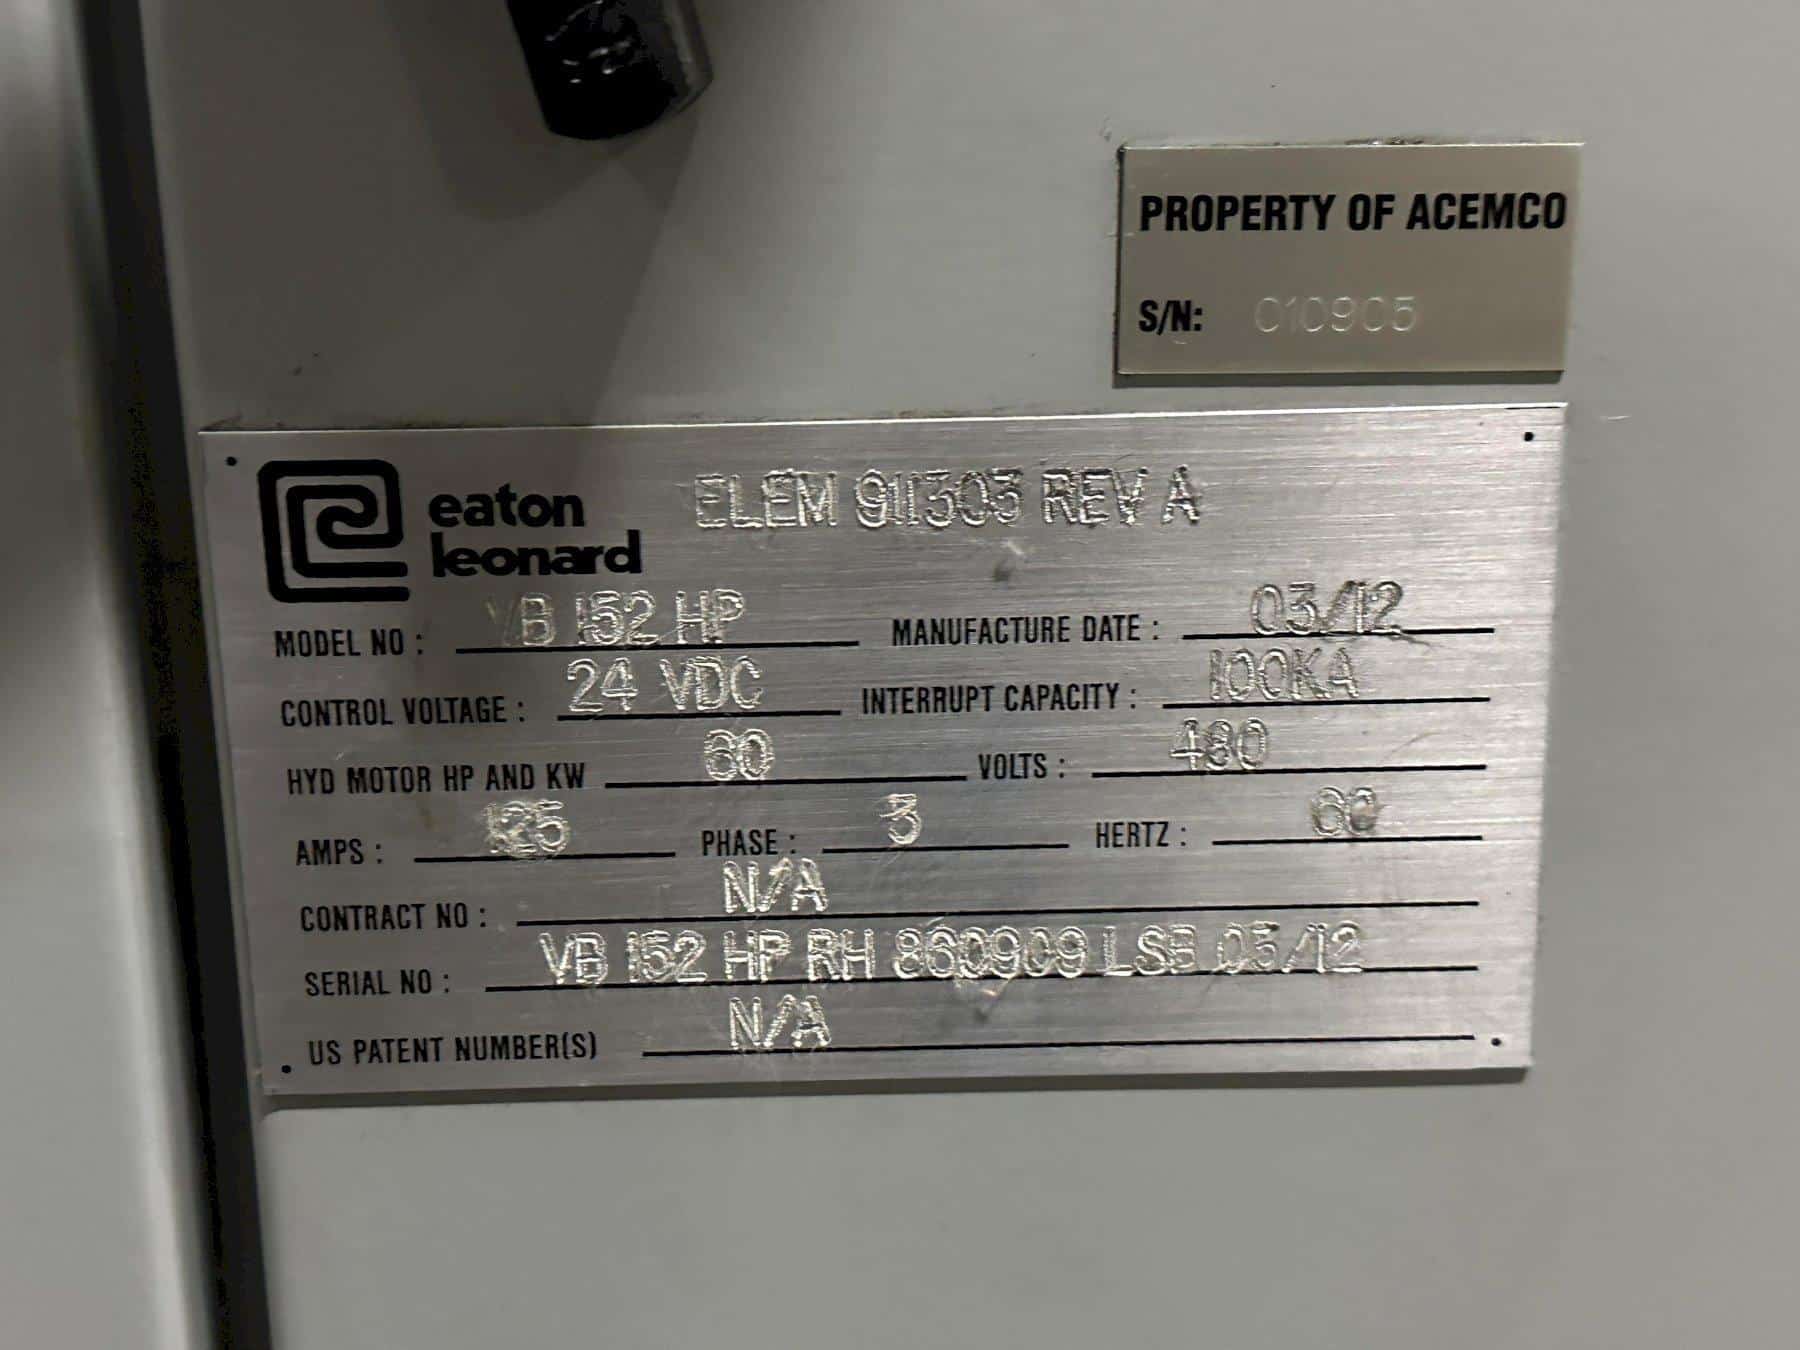 PROPERTY OF ACEMCO
S/N: 010905
eaton leonard
ELEM 911303 REV A
MODEL NO : VB 152 HP MANUFACTURE DATE : 03/12
CONTROL VOLTAGE : 24 VDC INTERRUPT CAPACITY : 100KA
HYD MOTOR HP AND KW 60 VOLTS : 480
AMPS : 125 PHASE : 3 HERTZ : 60
CONTRACT NO : N/A
SERIAL NO : VB 152 HP RH 860909 LSB 03/12
US PATENT NUMBER(S) N/A